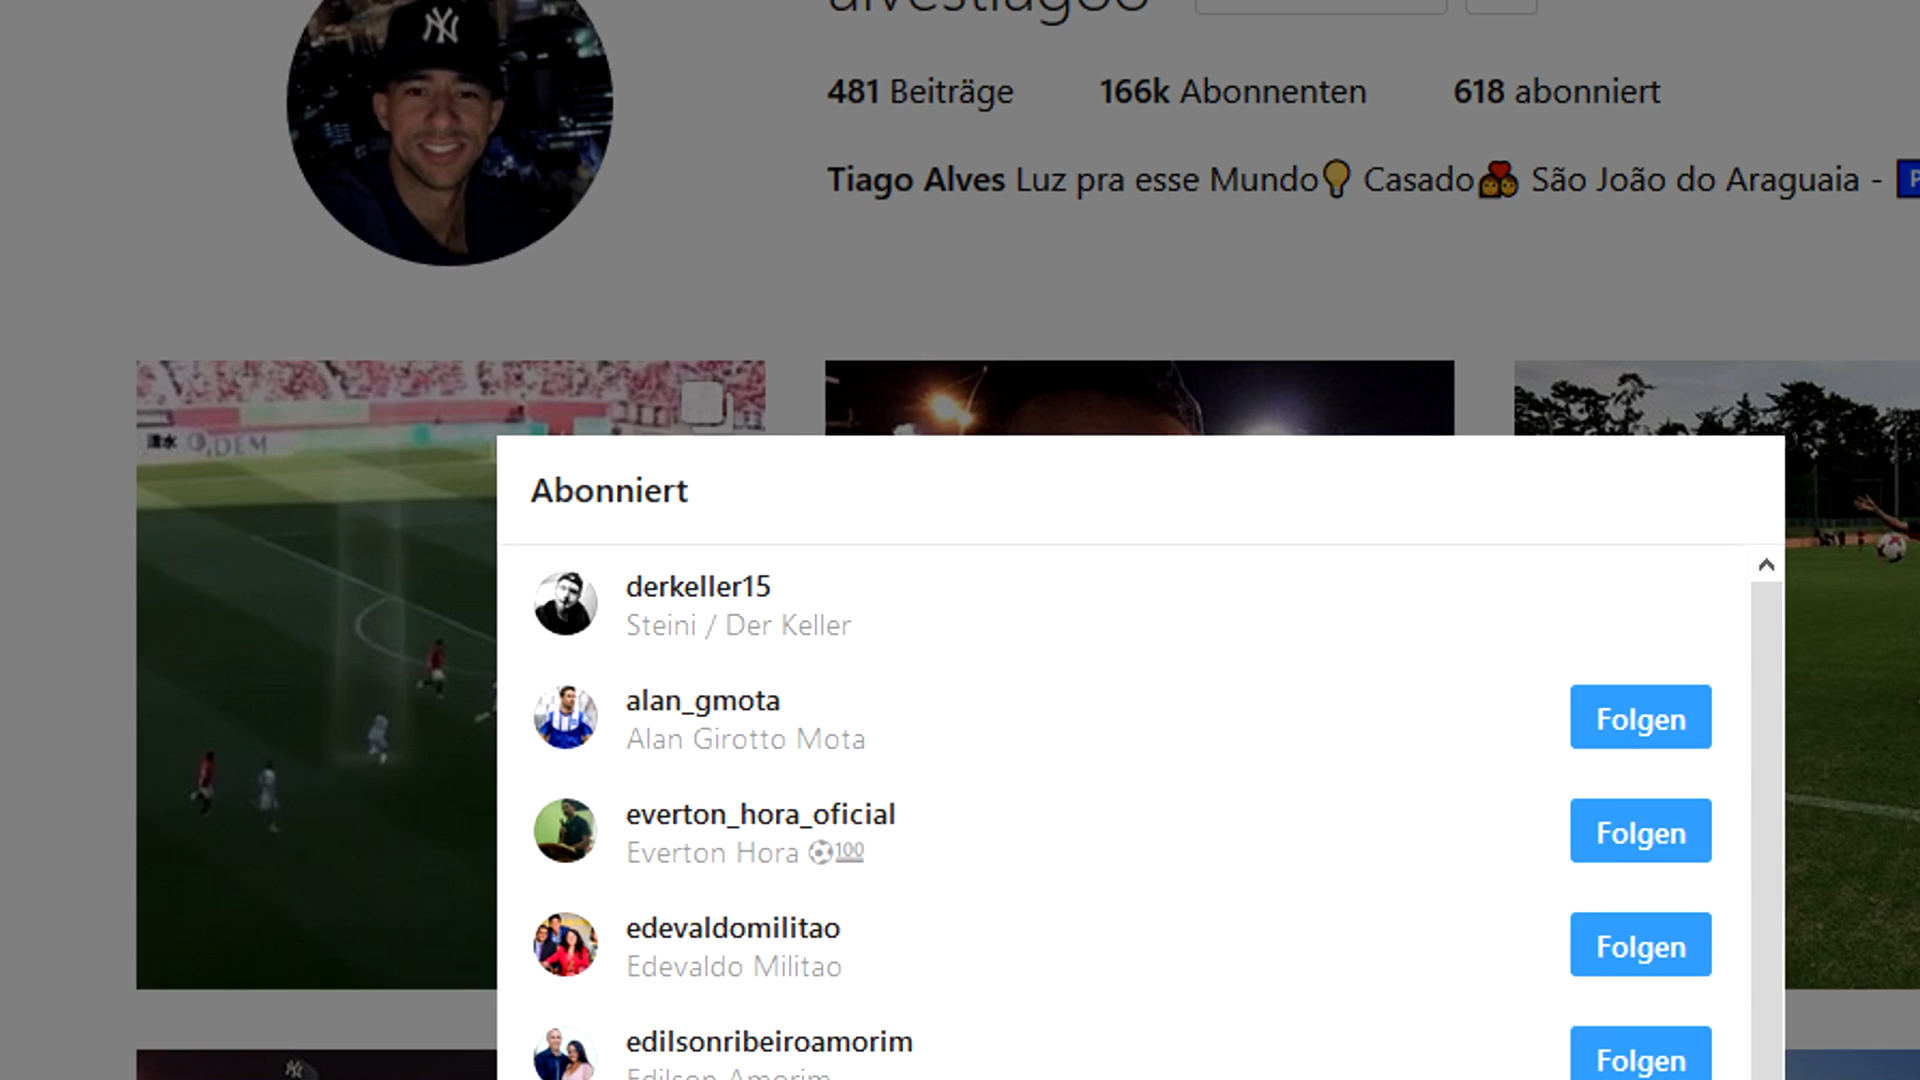 481 Beiträge 166k Abonnenten 618 abonniert
Tiago Alves Luz pra esse Mundo💡 Casado💑 São João do Araguaia -
NY
Abonniert
derkeller15
Steini / Der Keller
alan_gmota
Alan Girotto Mota
Folgen
everton_hora_oficial
Everton Hora ⚽💯
Folgen
edevaldomilitao
Edevaldo Militao
Folgen
edilsonribeiroamorim
Edilson Amorim
Folgen